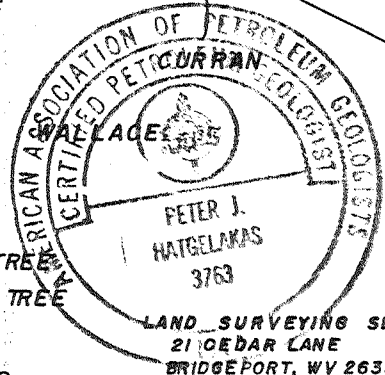 AMERICAN ASSOCIATION OF PETROLEUM GEOLOGISTS
CERTIFIED PETROLEUM GEOLOGIST
CURRAN
WALLACE
PETER J.
HATGELAKAS
3763
TREE
TREE
LAND SURVEYING
21 CEDAR LANE
BRIDGEPORT, WV 263